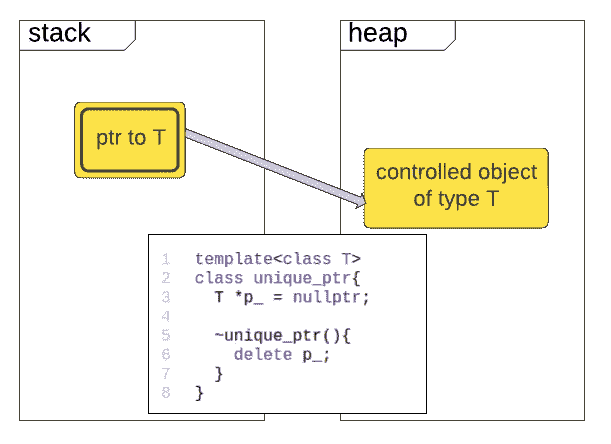 stack
heap
ptr to T
controlled object
of type T
1 template<class T>
2 class unique_ptr{
3   T *p_ = nullptr;
4
5   ~unique_ptr(){
6     delete p_;
7   }
8 }